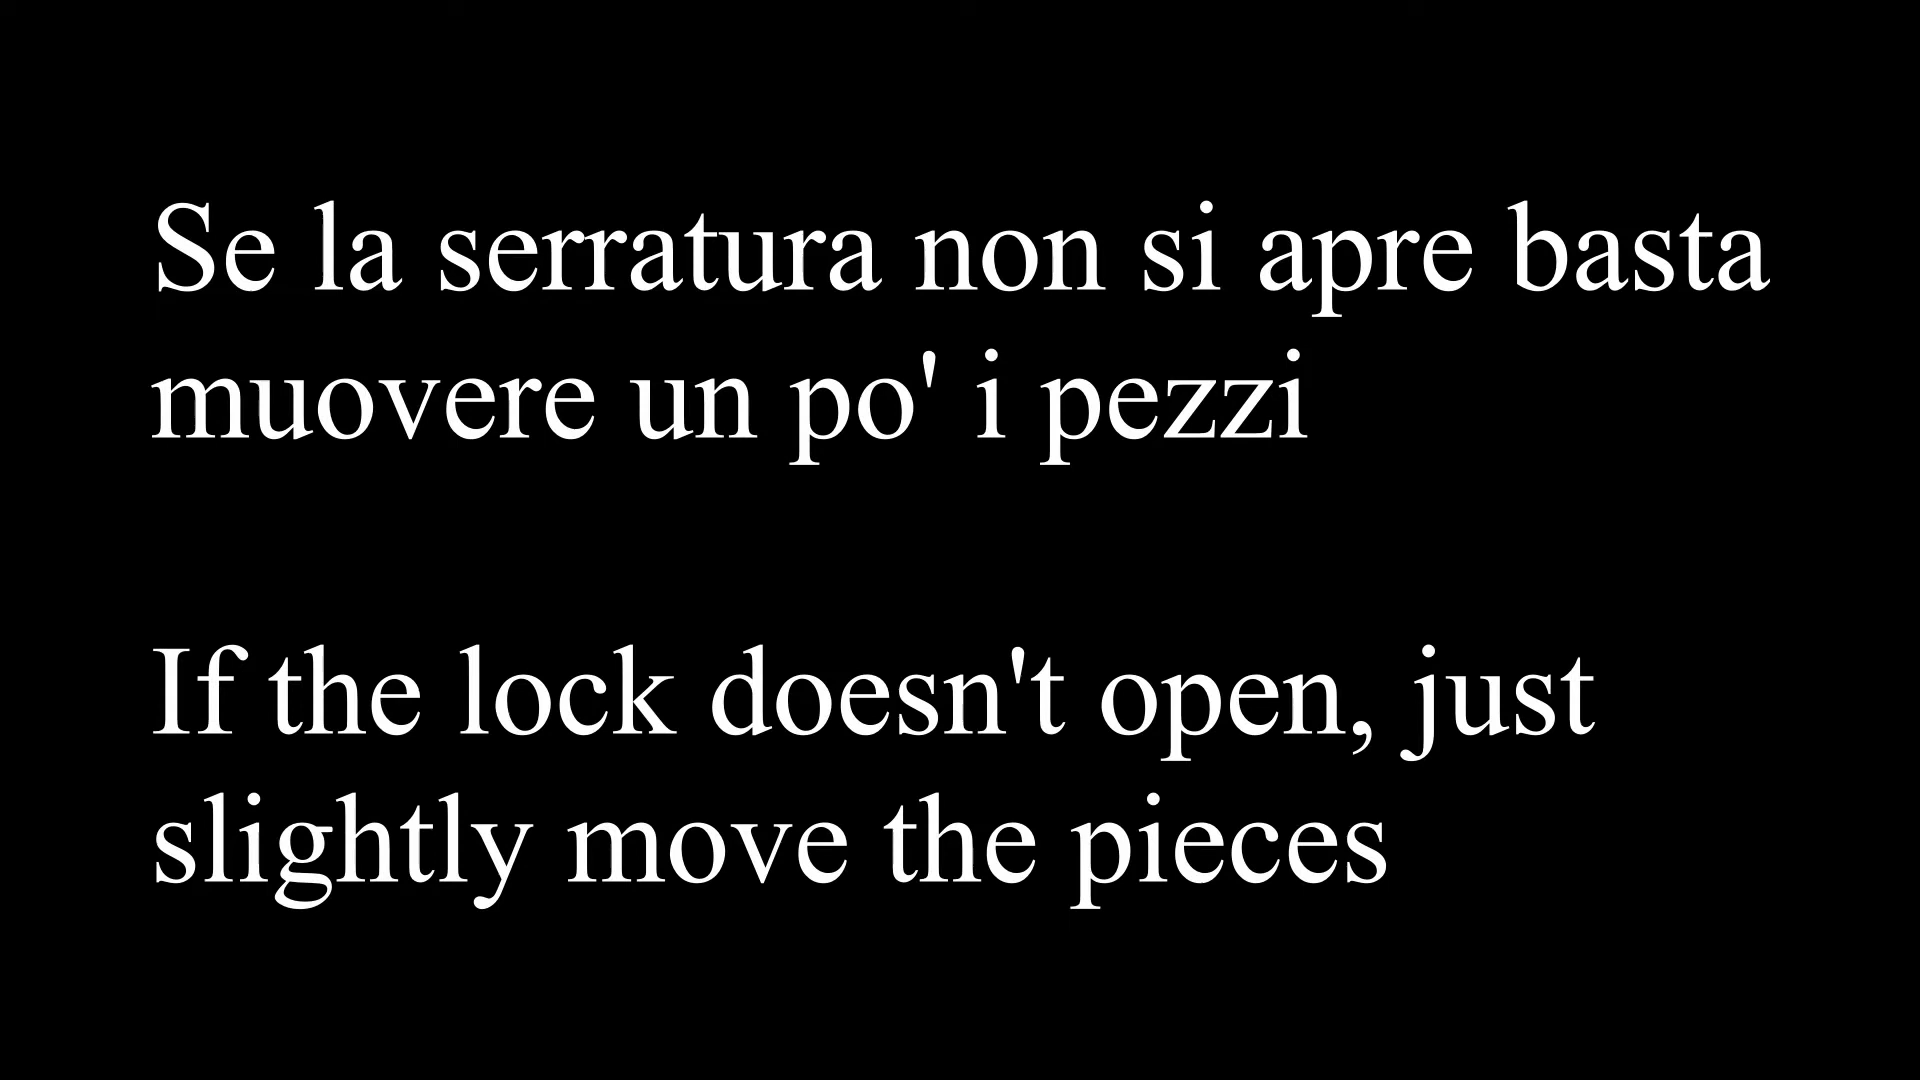 Se la serratura non si apre basta
muovere un po' i pezzi
If the lock doesn't open, just
slightly move the pieces